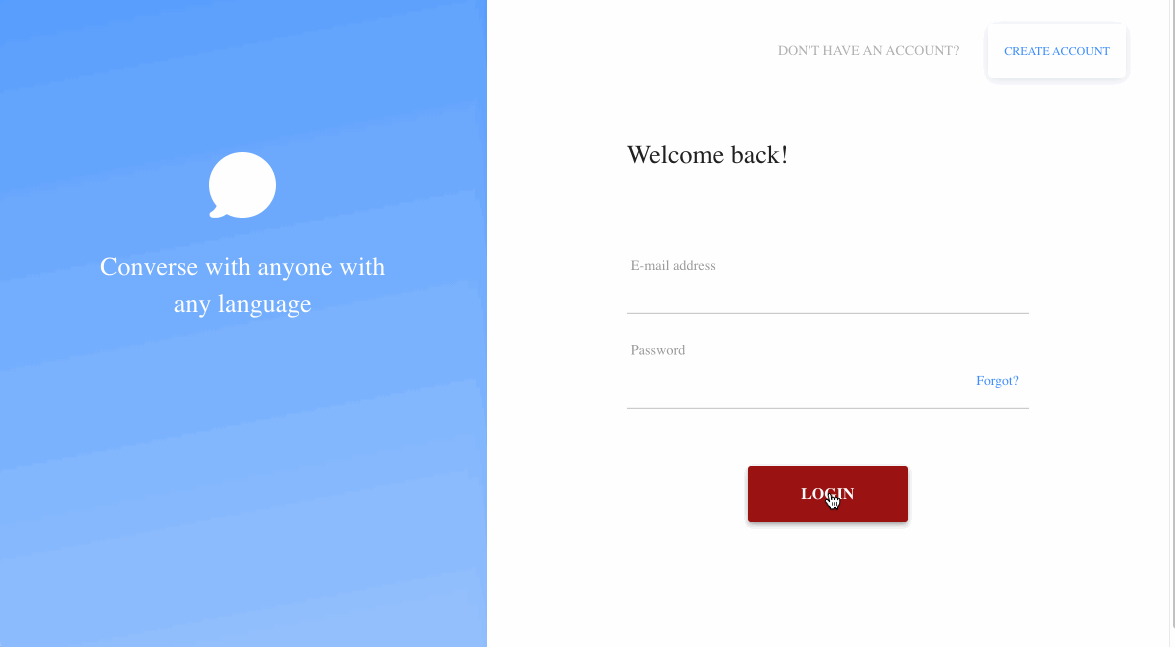 DON'T HAVE AN ACCOUNT?
CREATE ACCOUNT
Converse with anyone with
any language
Welcome back!
E-mail address
Password
Forgot?
LOGIN